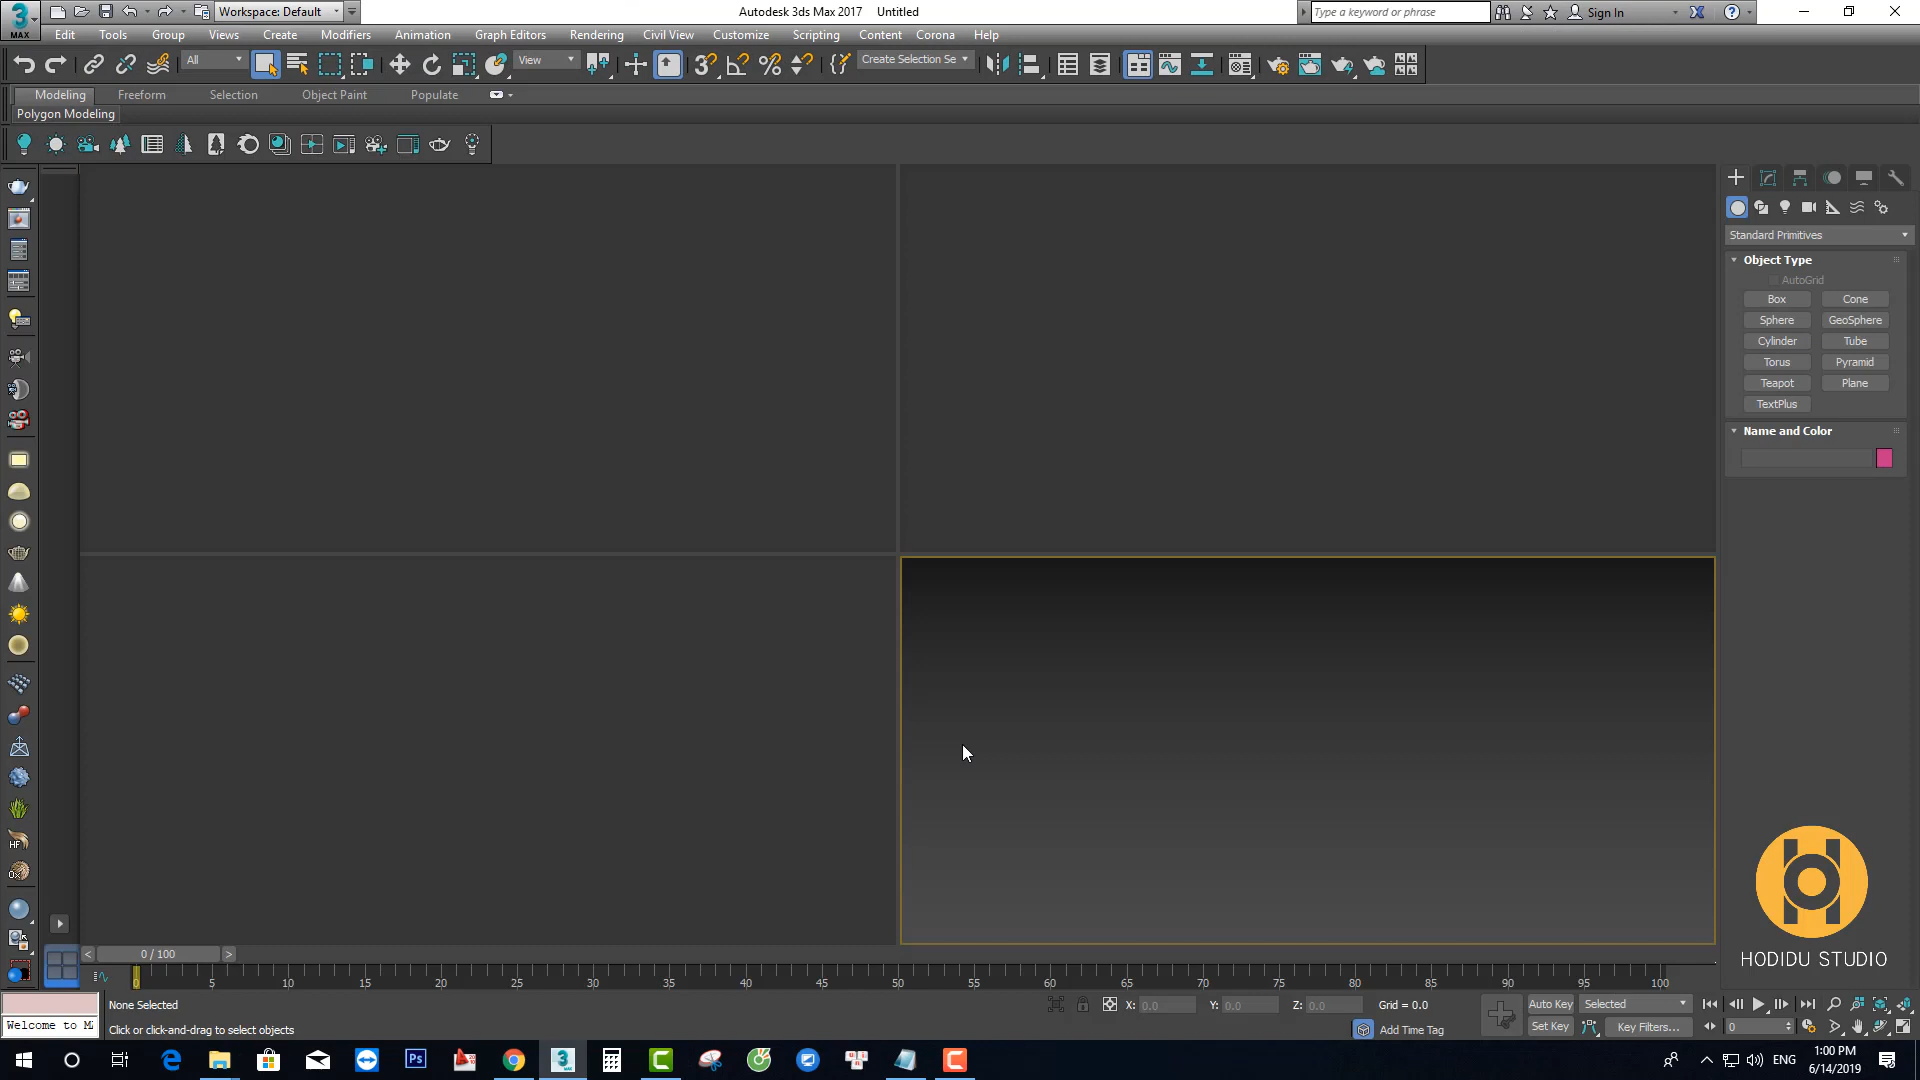 MAX
Workspace: Default
Autodesk 3ds Max 2017
Untitled
Type a keyword or phrase
Sign In
Edit
Tools
Group
Views
Create
Modifiers
Animation
Graph Editors
Rendering
Civil View
Customize
Scripting
Content
Corona
Help
All
View
Create Selection Se
Modeling
Freeform
Selection
Object Paint
Populate
Polygon Modeling
Standard Primitives
Object Type
AutoGrid
Box
Cone
Sphere
GeoSphere
Cylinder
Tube
Torus
Pyramid
Teapot
Plane
TextPlus
Name and Color
HF
HODIDU STUDIO
< 0 / 100 >
0 5 10 15 20 25 30 35 40 45 50 55 60 65 70 75 80 85 90 95 100
None Selected
X: 0.0
Y: 0.0
Z: 0.0
Grid = 0.0
Auto Key
Selected
Welcome to M
Click or click-and-drag to select objects
Add Time Tag
Set Key
Key Filters...
0
Ps
ENG
1:00 PM
6/14/2019